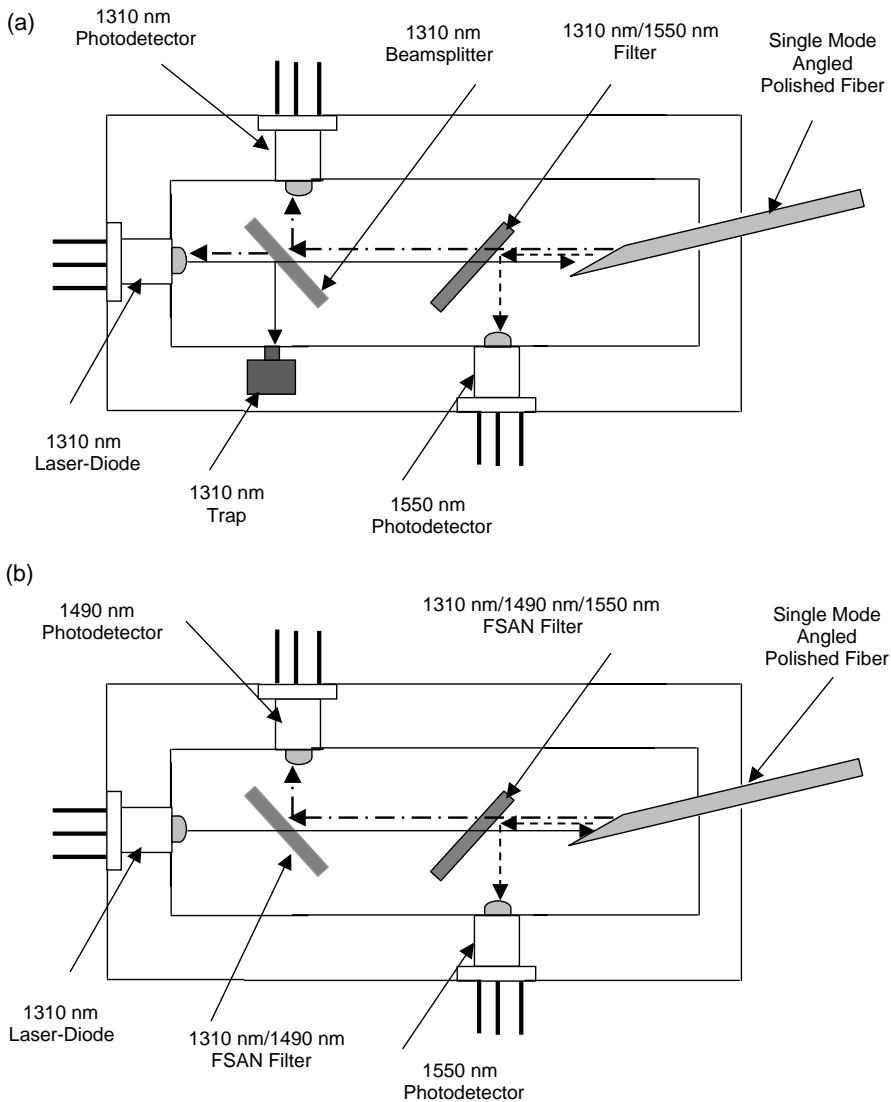 (a)
1310 nm
Photodetector
1310 nm
Beamsplitter
1310 nm/1550 nm
Filter
Single Mode
Angled
Polished Fiber
1310 nm
Laser-Diode
1310 nm
Trap
1550 nm
Photodetector
(b)
1490 nm
Photodetector
1310 nm/1490 nm/1550 nm
FSAN Filter
Single Mode
Angled
Polished Fiber
1310 nm
Laser-Diode
1310 nm/1490 nm
FSAN Filter
1550 nm
Photodetector